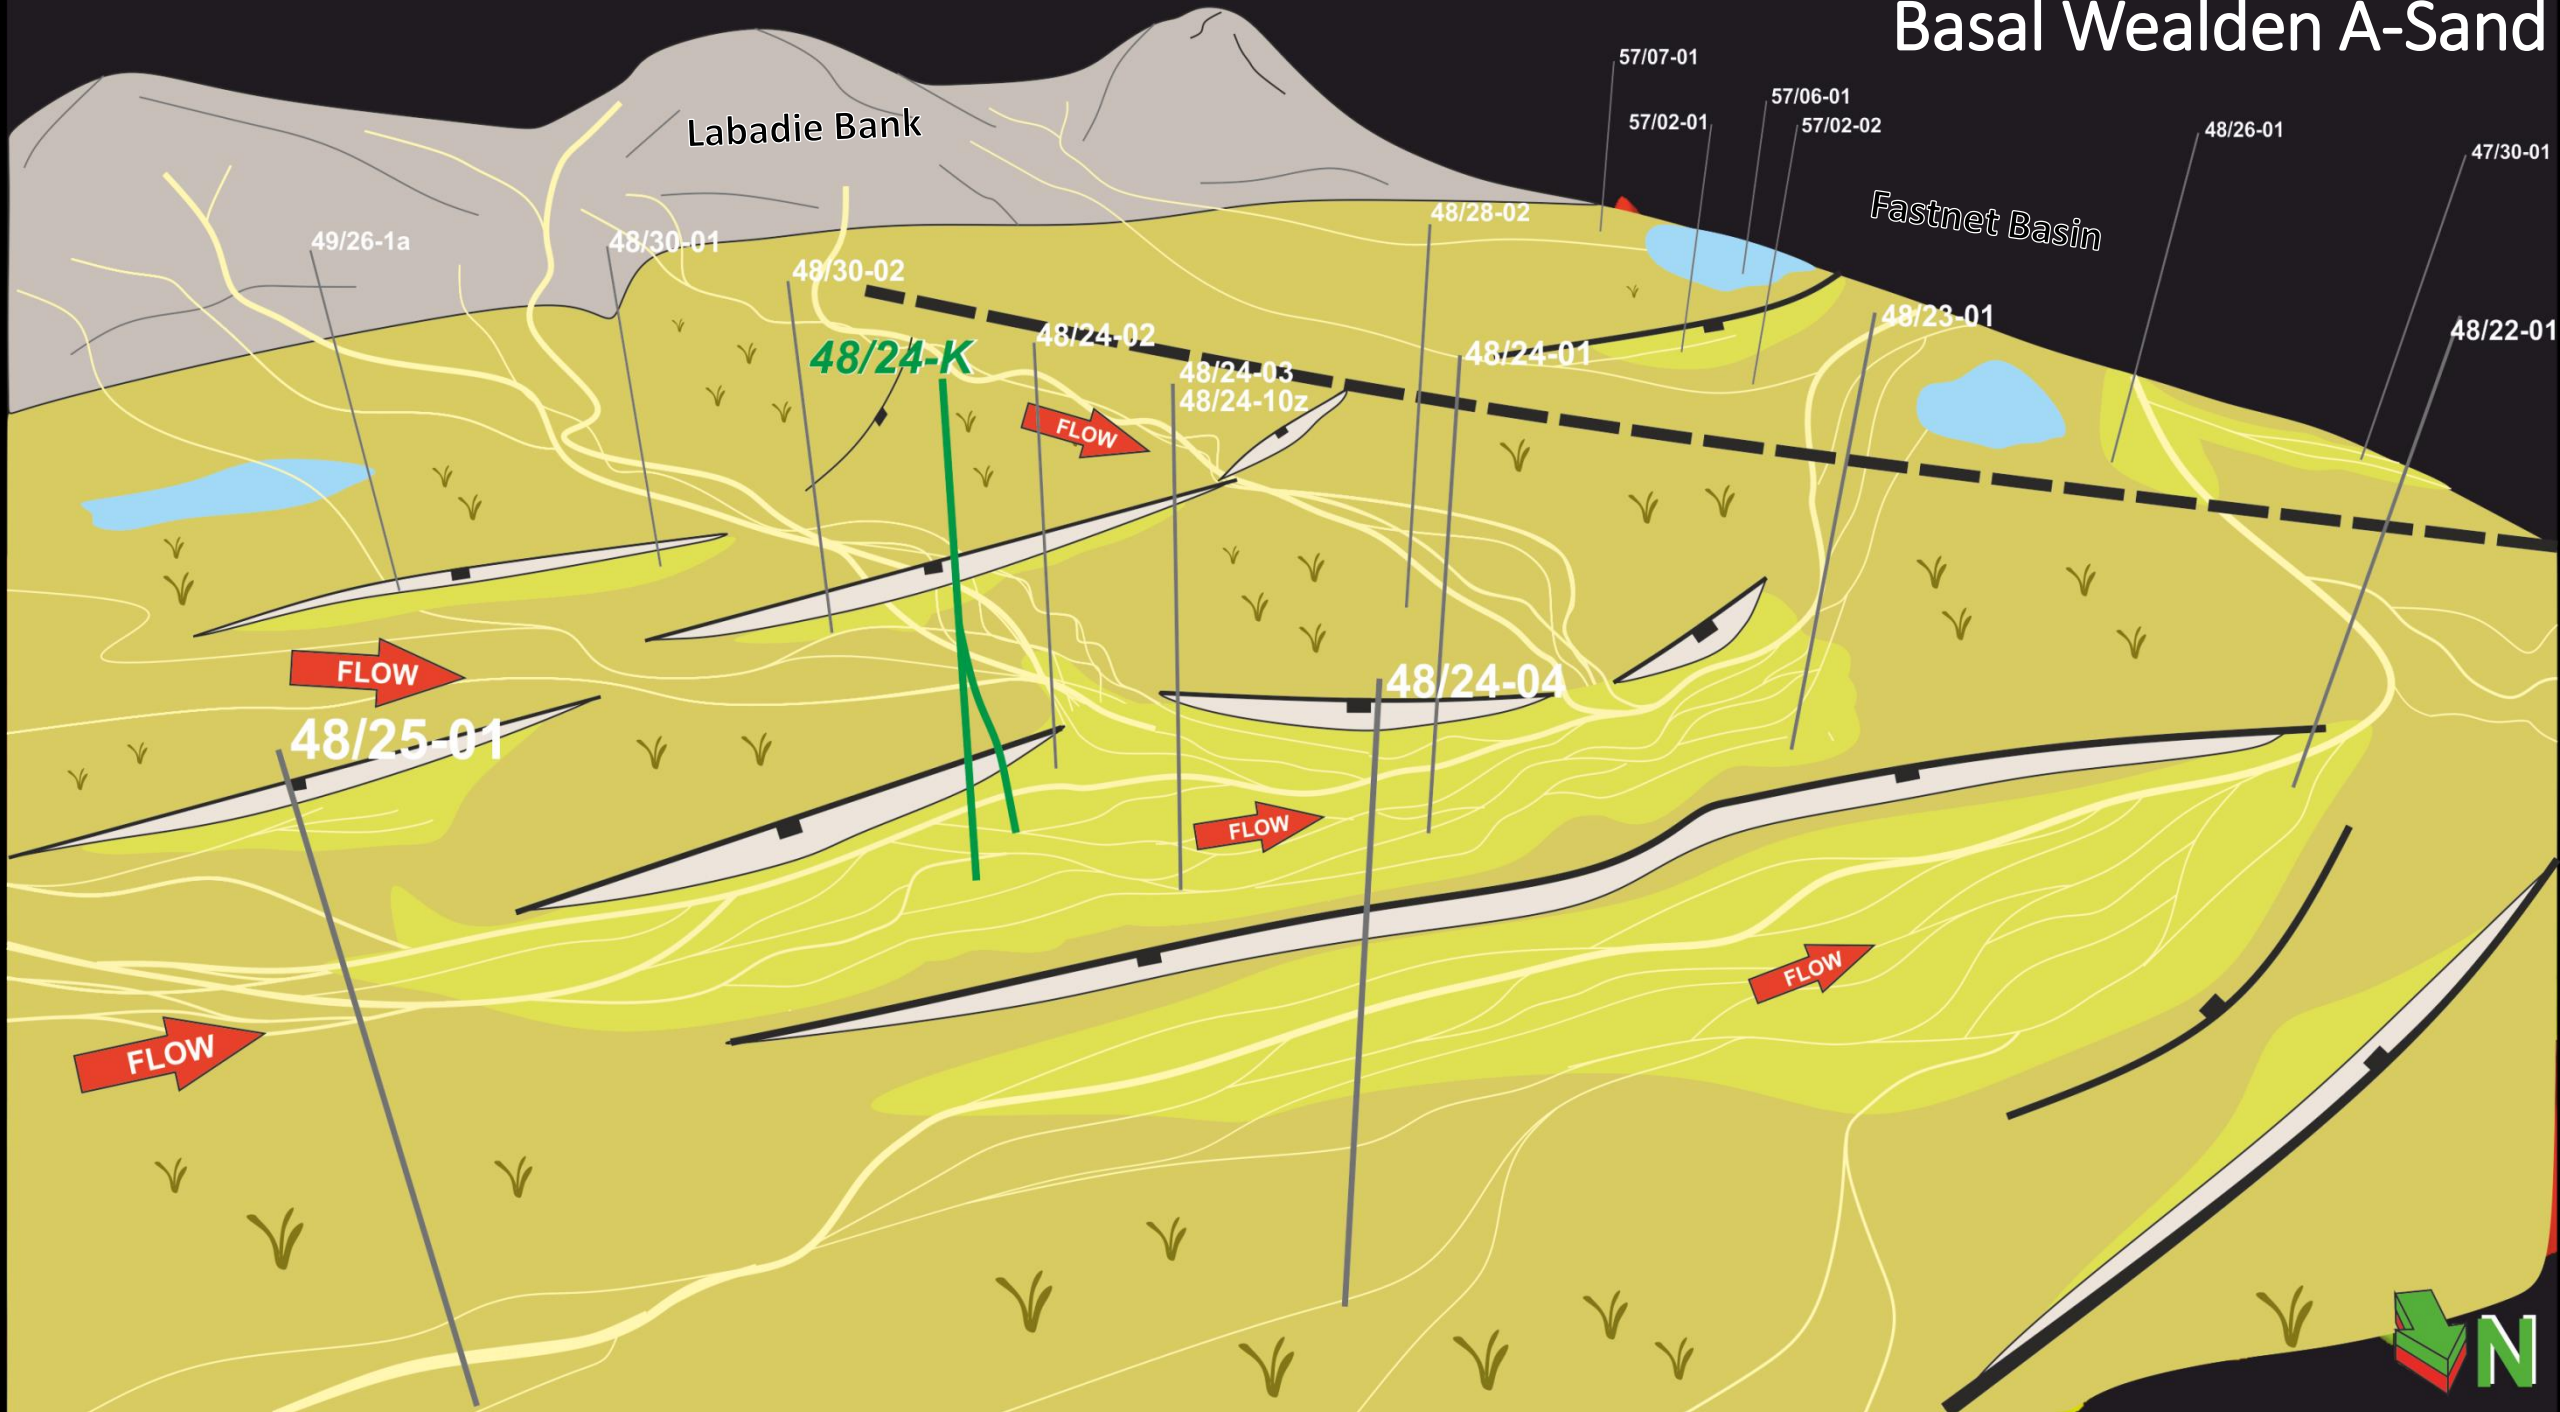 Basal Wealden A-Sand
57/07-01
57/06-01
57/02-01
57/02-02
Labadie Bank
48/26-01
47/30-01
48/28-02
Fastnet Basin
49/26-1a
48/30-01
48/30-02
48/23-01
48/22-01
48/24-02
48/24-K
48/24-01
48/24-03
48/24-10z
FLOW
FLOW
48/24-04
48/25-01
FLOW
FLOW
FLOW
N